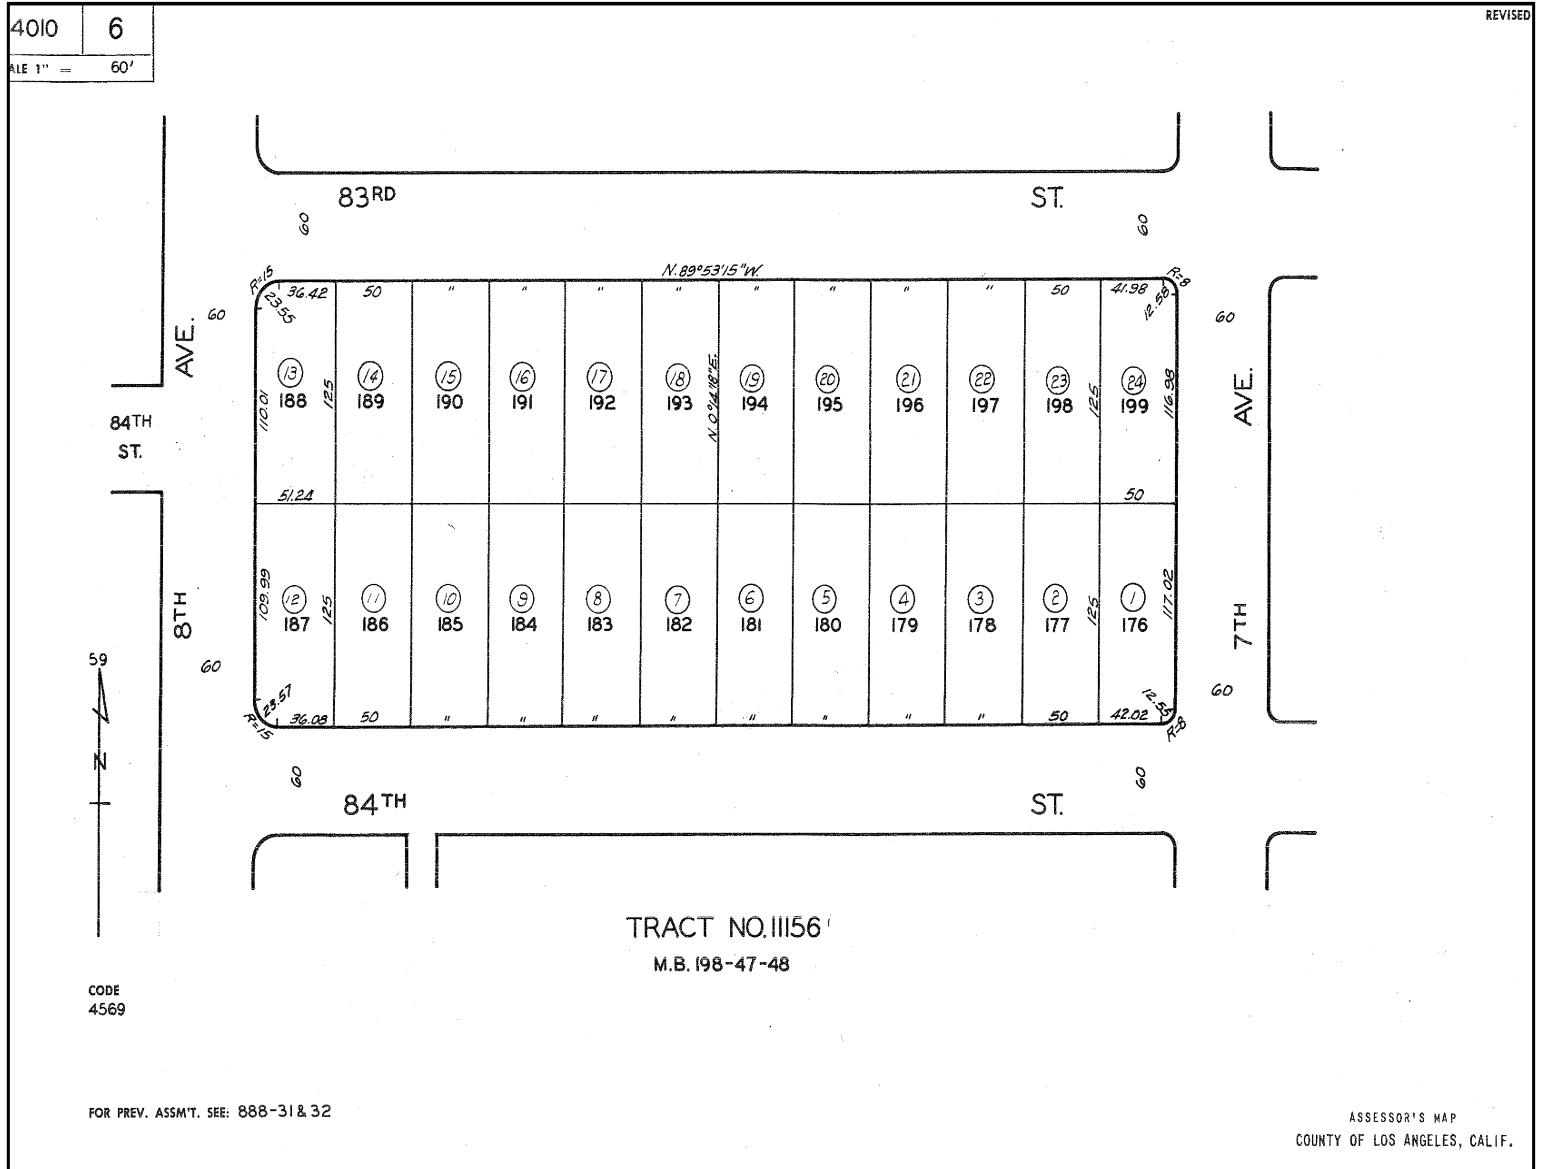 4010 6
ALE 1" = 60'
REVISED
83RD ST.
60 60
N. 89°53'15"W.
R=15 R=8
36.42 50 " " " " " " " " 50 41.98
23.55 12.58
60 60
AVE. AVE.
N. 0°14'18"E.
13 14 15 16 17 18 19 20 21 22 23 24
188 189 190 191 192 193 194 195 196 197 198 199
110.01 125 125 116.98
84TH
ST.
51.24 50
109.99 125 125 117.02
12 11 10 9 8 7 6 5 4 3 2 1
187 186 185 184 183 182 181 180 179 178 177 176
8TH 7TH
59
60 60
23.57 12.55
36.08 50 " " " " " " " " 50 42.02
R=15 R=8
N
60 60
84TH ST.
TRACT NO. 11156
M.B. 198-47-48
CODE
4569
FOR PREV. ASSM'T. SEE: 888-31 & 32
ASSESSOR'S MAP
COUNTY OF LOS ANGELES, CALIF.